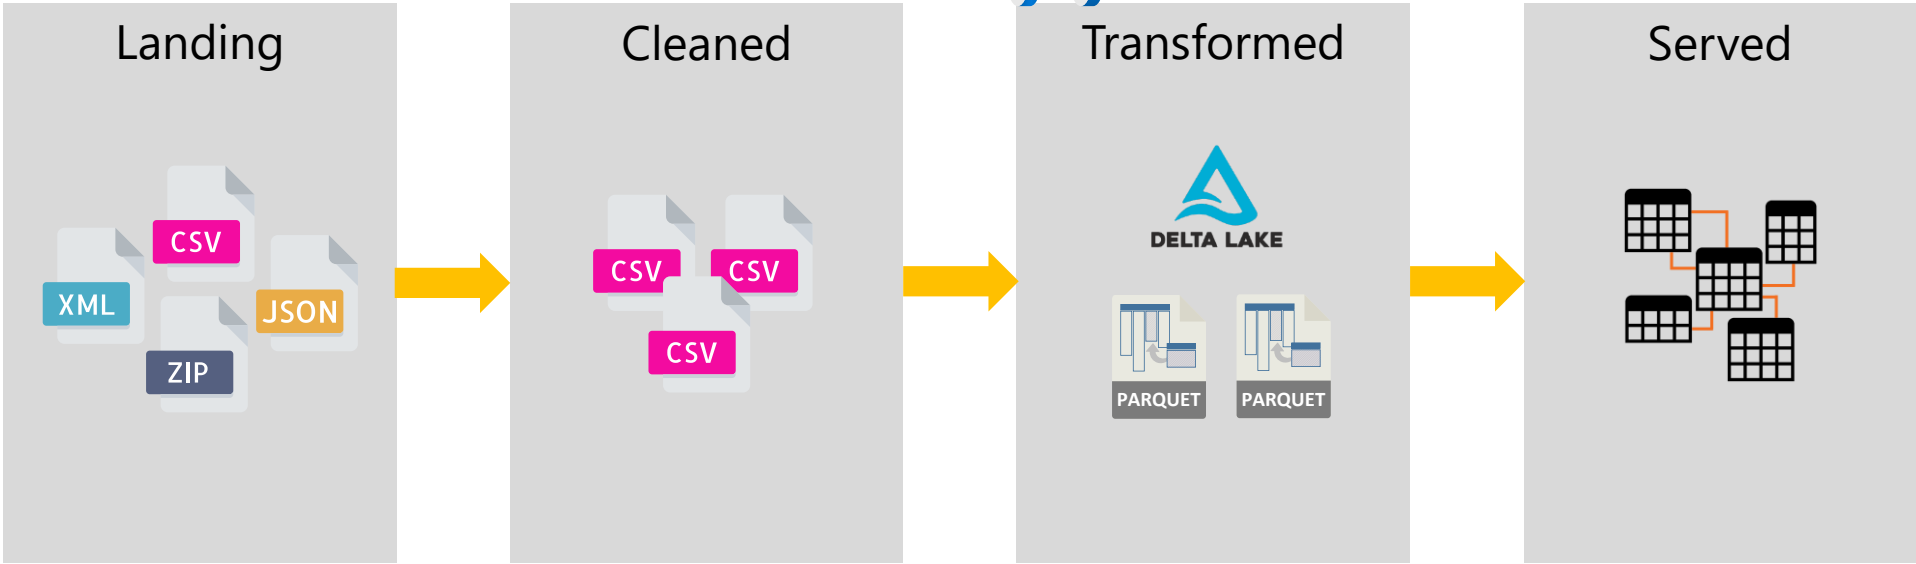 Landing
CSV
XML
JSON
ZIP
Cleaned
CSV
CSV
CSV
Transformed
DELTA LAKE
PARQUET
PARQUET
Served